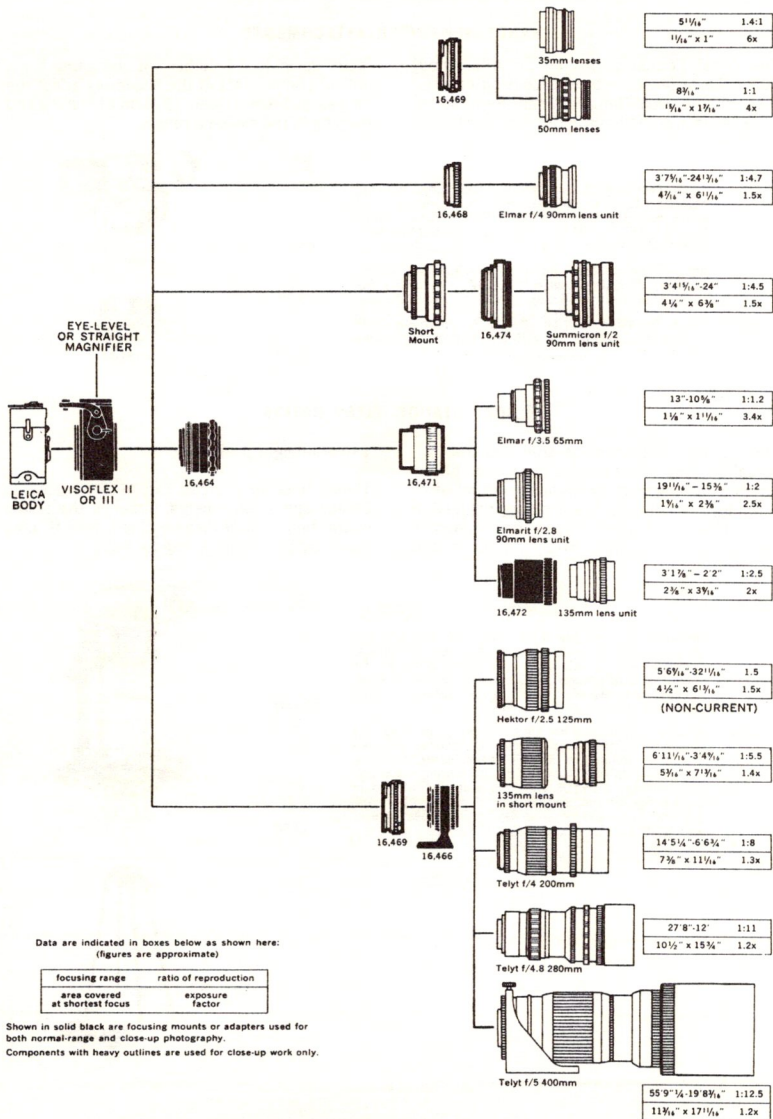 5¹¹⁄₁₆" 1.4:1
¹¹⁄₁₆" x 1" 6x
35mm lenses
16,469
8³⁄₁₆" 1:1
¹⁵⁄₁₆" x 1⁷⁄₁₆" 4x
50mm lenses
3'7⁵⁄₁₆"-24¹³⁄₁₆" 1:4.7
4³⁄₁₆" x 6¹¹⁄₁₆" 1.5x
16,468
Elmar f/4 90mm lens unit
3'4¹⁵⁄₁₆"-24" 1:4.5
4¼" x 6⅜" 1.5x
Short
Mount
16,474
Summicron f/2
90mm lens unit
EYE-LEVEL
OR STRAIGHT
MAGNIFIER
13"-10⅝" 1:1.2
1⅛" x 1¹¹⁄₁₆" 3.4x
Elmar f/3.5 65mm
LEICA
BODY
VISOFLEX II
OR III
16,464
16,471
19¹¹⁄₁₆" – 15⅜" 1:2
1⁹⁄₁₆" x 2⅜" 2.5x
Elmarit f/2.8
90mm lens unit
3'1⅞" – 2'2" 1:2.5
2⅜" x 3⁹⁄₁₆" 2x
16,472
135mm lens unit
5'6⁹⁄₁₆"-32¹¹⁄₁₆" 1.5
4½" x 6¹³⁄₁₆" 1.5x
(NON-CURRENT)
Hektor f/2.5 125mm
6'11¹⁄₁₆"-3'4⁹⁄₁₆" 1:5.5
5³⁄₁₆" x 7¹³⁄₁₆" 1.4x
135mm lens
in short mount
16,469
16,466
14'5¼"-6'6¾" 1:8
7⅜" x 11¹⁄₁₆" 1.3x
Telyt f/4 200mm
27'8"-12' 1:11
10½" x 15¾" 1.2x
Telyt f/4.8 280mm
Data are indicated in boxes below as shown here:
(figures are approximate)
focusing range ratio of reproduction
area covered
at shortest focus exposure
factor
Shown in solid black are focusing mounts or adapters used for
both normal-range and close-up photography.
Components with heavy outlines are used for close-up work only.
Telyt f/5 400mm
55'9"¼-19'8³⁄₁₆" 1:12.5
11³⁄₁₆" x 17¹¹⁄₁₆" 1.2x